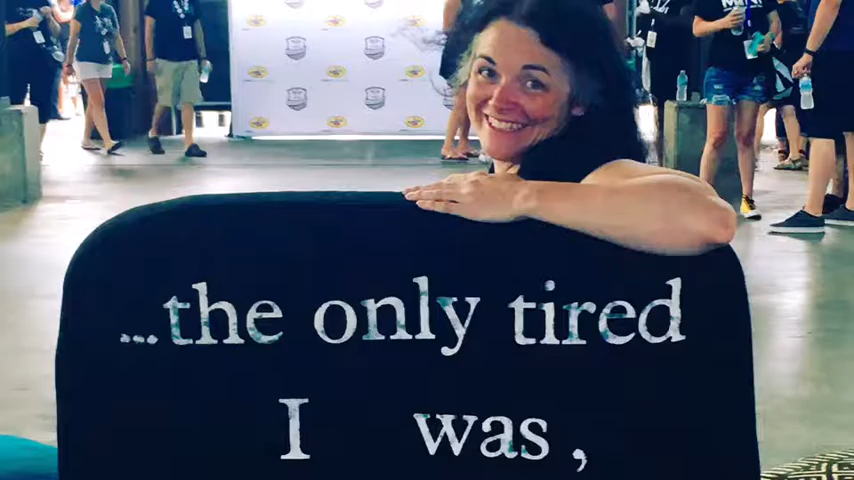 ...the only tired
I was,